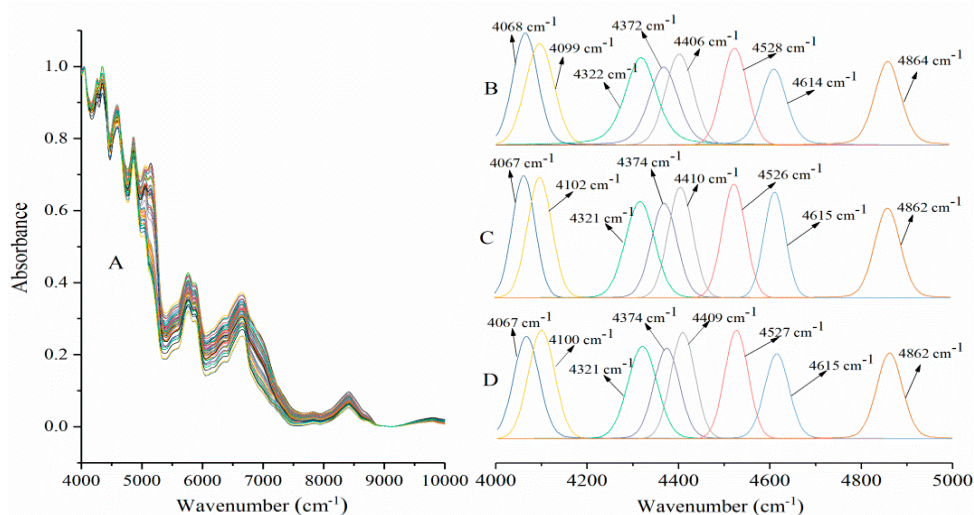 Absorbance
1.0
0.8
0.6
0.4
0.2
0.0
A
4000 5000 6000 7000 8000 9000 10000
Wavenumber (cm⁻¹)
B
4068 cm⁻¹
4099 cm⁻¹
4322 cm⁻¹
4372 cm⁻¹
4406 cm⁻¹
4528 cm⁻¹
4614 cm⁻¹
4864 cm⁻¹
C
4067 cm⁻¹
4102 cm⁻¹
4321 cm⁻¹
4374 cm⁻¹
4410 cm⁻¹
4526 cm⁻¹
4615 cm⁻¹
4862 cm⁻¹
D
4067 cm⁻¹
4100 cm⁻¹
4321 cm⁻¹
4374 cm⁻¹
4409 cm⁻¹
4527 cm⁻¹
4615 cm⁻¹
4862 cm⁻¹
4000 4200 4400 4600 4800 5000
Wavenumber (cm⁻¹)